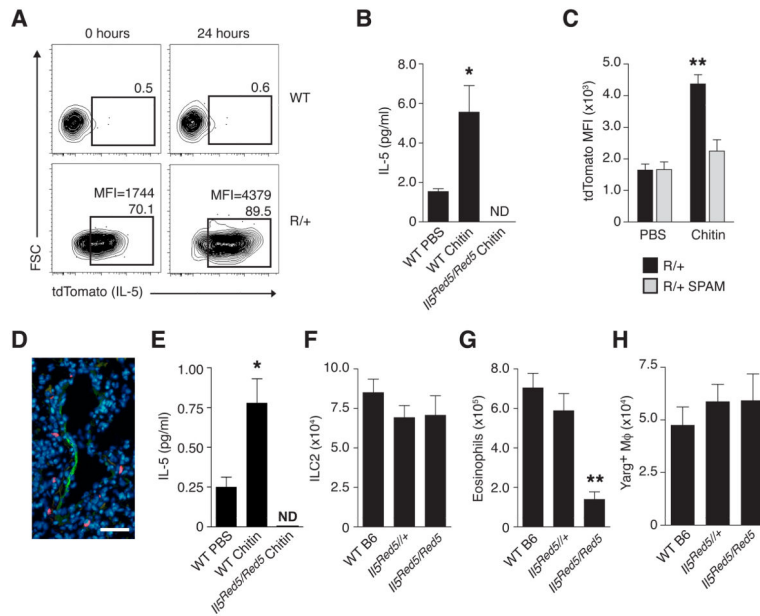 A
0 hours
24 hours
0.5
0.6
WT
MFI=1744
70.1
MFI=4379
89.5
R/+
FSC
tdTomato (IL-5)
B
IL-5 (pg/ml)
8.0
6.0
4.0
2.0
0
*
ND
WT PBS
WT Chitin
Il5Red5/Red5 Chitin
C
tdTomato MFI (x10³)
5.0
4.0
3.0
2.0
1.0
0
**
PBS
Chitin
R/+
R/+ SPAM
D
E
IL-5 (pg/ml)
1.00
0.75
0.50
0.25
0
*
ND
WT PBS
WT Chitin
Il5Red5/Red5 Chitin
F
ILC2 (x10⁴)
10.0
7.5
5.0
2.5
0
WT B6
Il5Red5//+
Il5Red5/Red5
G
Eosinophils (x10⁵)
8.0
6.0
4.0
2.0
0
**
WT B6
Il5Red5//+
Il5Red5/Red5
H
Yarg⁺ Mϕ (x10⁴)
7.5
5.0
2.5
0
WT B6
Il5Red5//+
Il5Red5/Red5